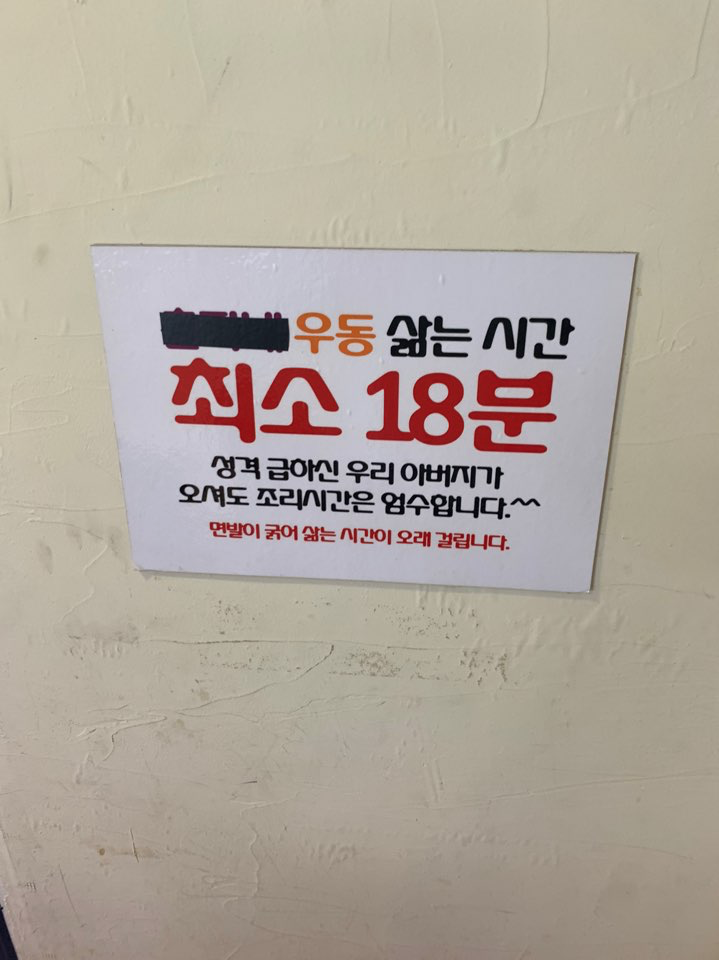 우동 삶는 시간
최소 18분
성격 급하신 우리 아버지가
오셔도 조리시간은 엄수합니다.^^
면발이 굵어 삶는 시간이 오래 걸립니다.